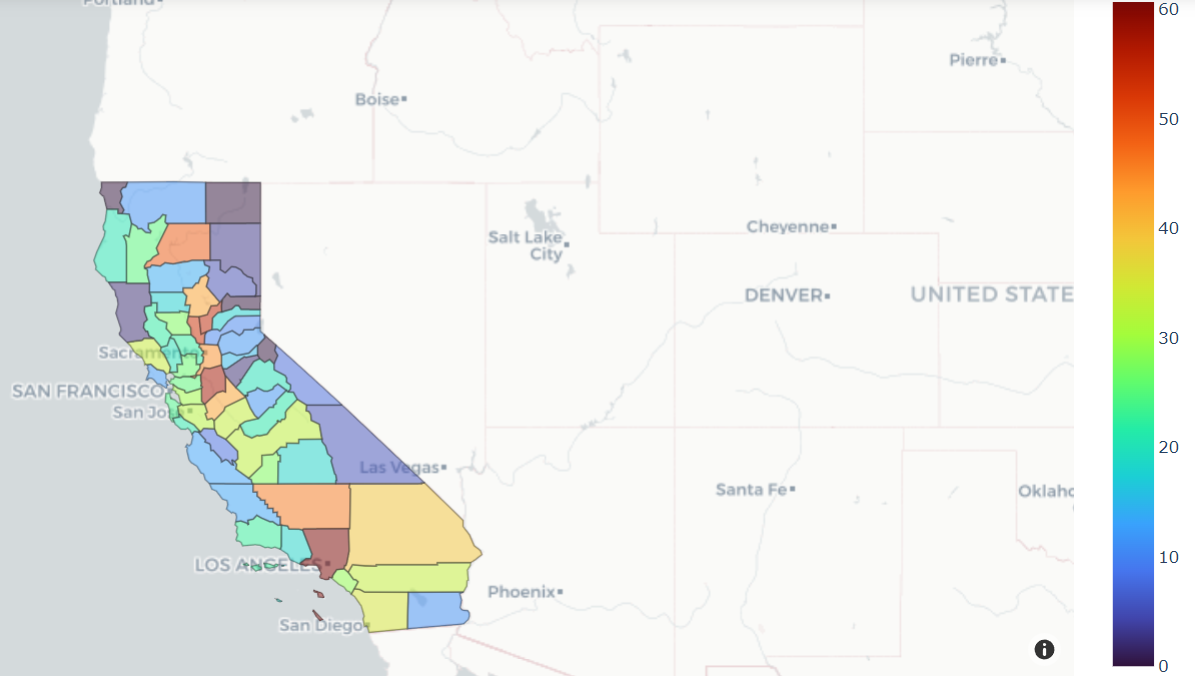 Portland
60
Pierre
Boise
50
Salt Lake
City
Cheyenne
40
DENVER
UNITED STATE
Sacramento
30
SAN FRANCISCO
San Jose
20
Las Vegas
Santa Fe
Oklaho
LOS ANGELES
10
Phoenix
San Diego
i
0